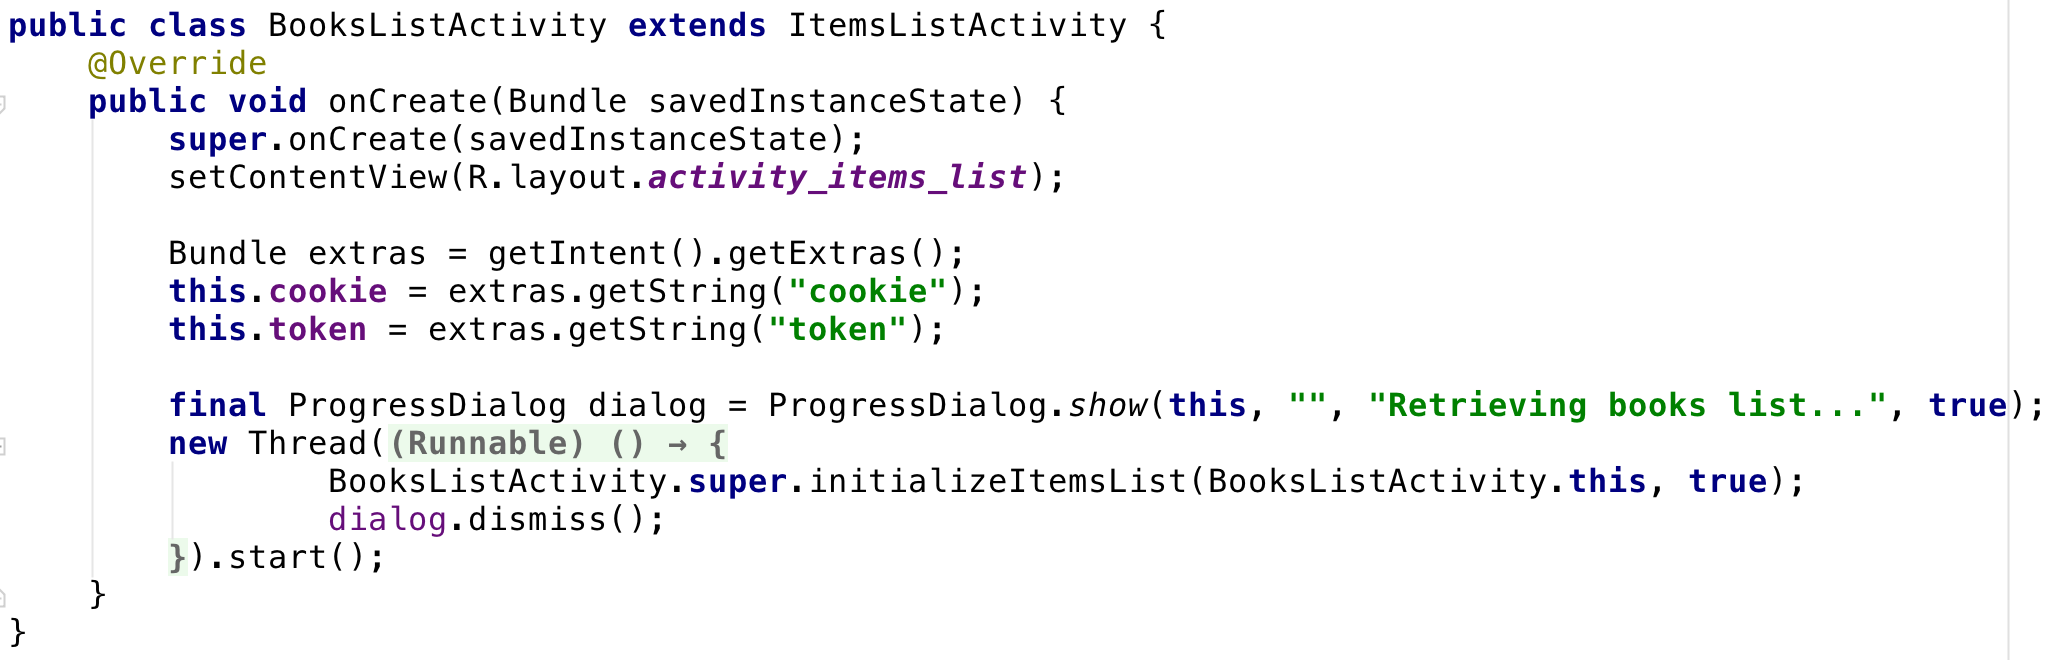 public class BooksListActivity extends ItemsListActivity {
    @Override
    public void onCreate(Bundle savedInstanceState) {
        super.onCreate(savedInstanceState);
        setContentView(R.layout.activity_items_list);

        Bundle extras = getIntent().getExtras();
        this.cookie = extras.getString("cookie");
        this.token = extras.getString("token");

        final ProgressDialog dialog = ProgressDialog.show(this, "", "Retrieving books list...", true);
        new Thread((Runnable) () → {
                BooksListActivity.super.initializeItemsList(BooksListActivity.this, true);
                dialog.dismiss();
        }).start();
    }
}